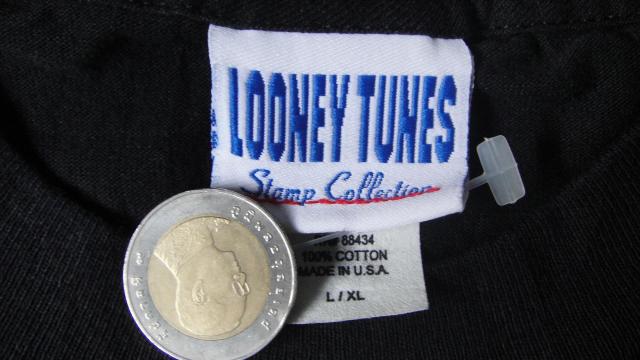 LOONEY TUNES
Stamp Collection
88434
100% COTTON
MADE IN U.S.A.
L / XL